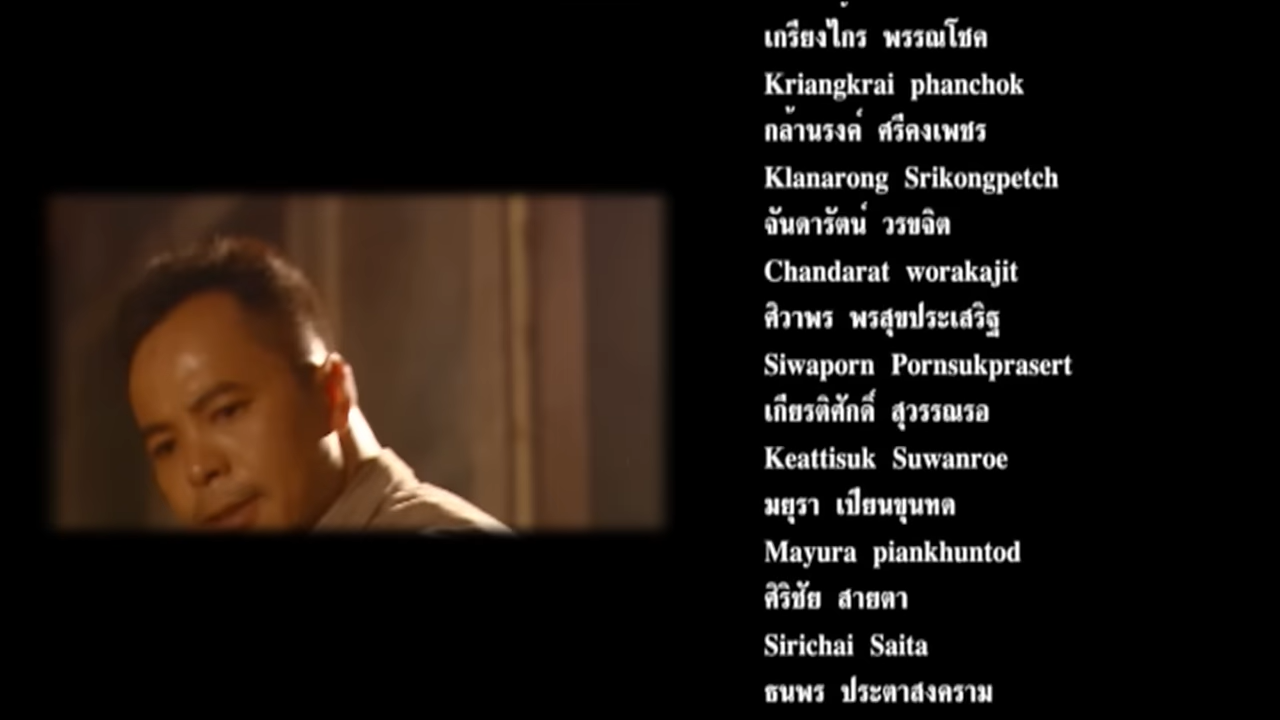 เกรียงไกร พรรณโชค
Kriangkrai phanchok
กล้านรงค์ ศรีคงเพชร
Klanarong Srikongpetch
จันดารัตน์ วรขจิต
Chandarat worakajit
ศิวาพร พรสุขประเสริฐ
Siwaporn Pornsukprasert
เกียรติศักดิ์ สุวรรณรอ
Keattisuk Suwanroe
มยุรา เปียนขุนทด
Mayura piankhuntod
ศิริชัย สายตา
Sirichai Saita
ธนพร ประตาสงคราม